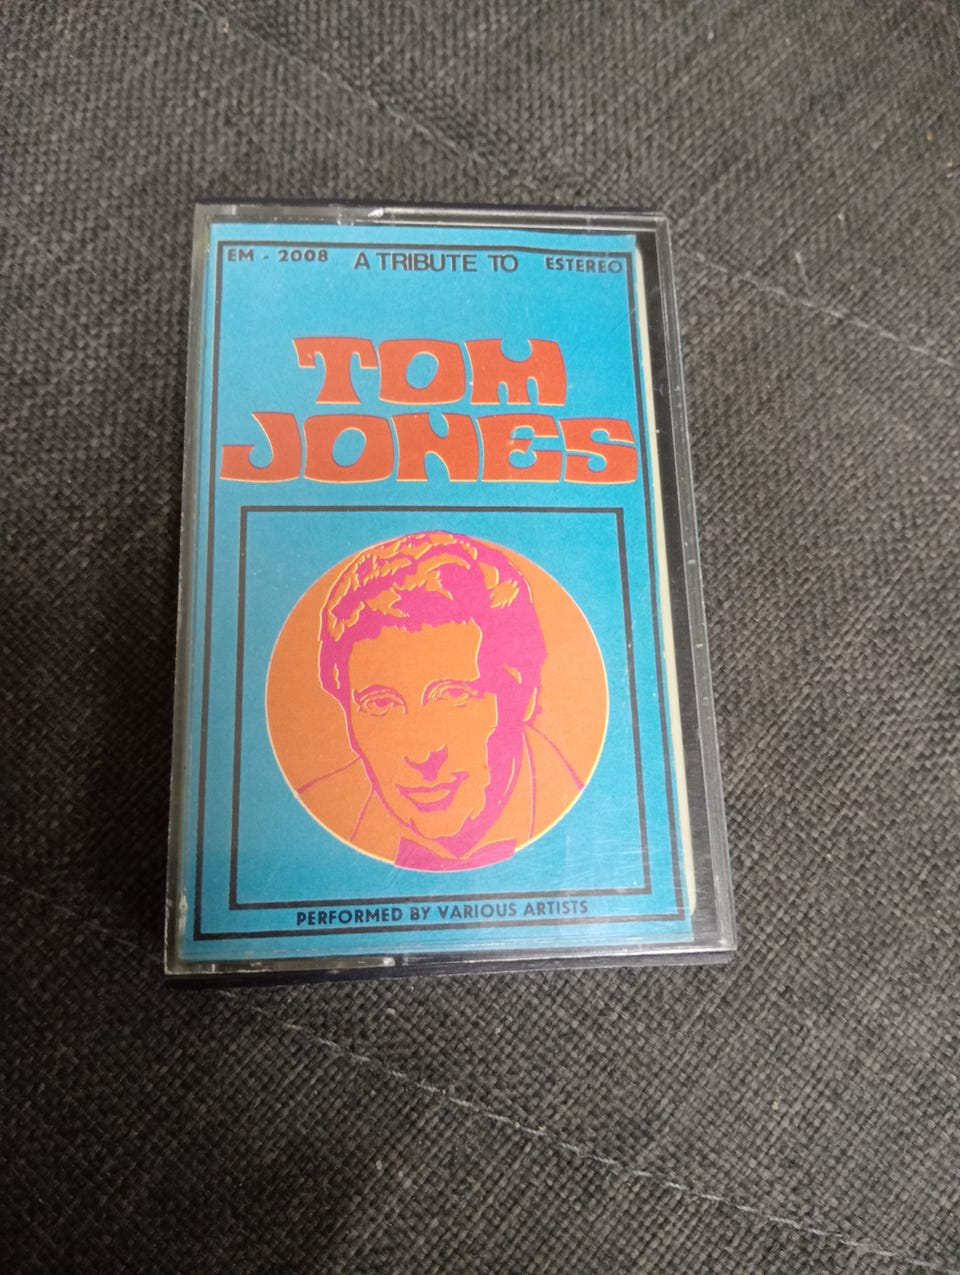 EM - 2008 A TRIBUTE TO ESTEREO
TOM
JONES
PERFORMED BY VARIOUS ARTISTS